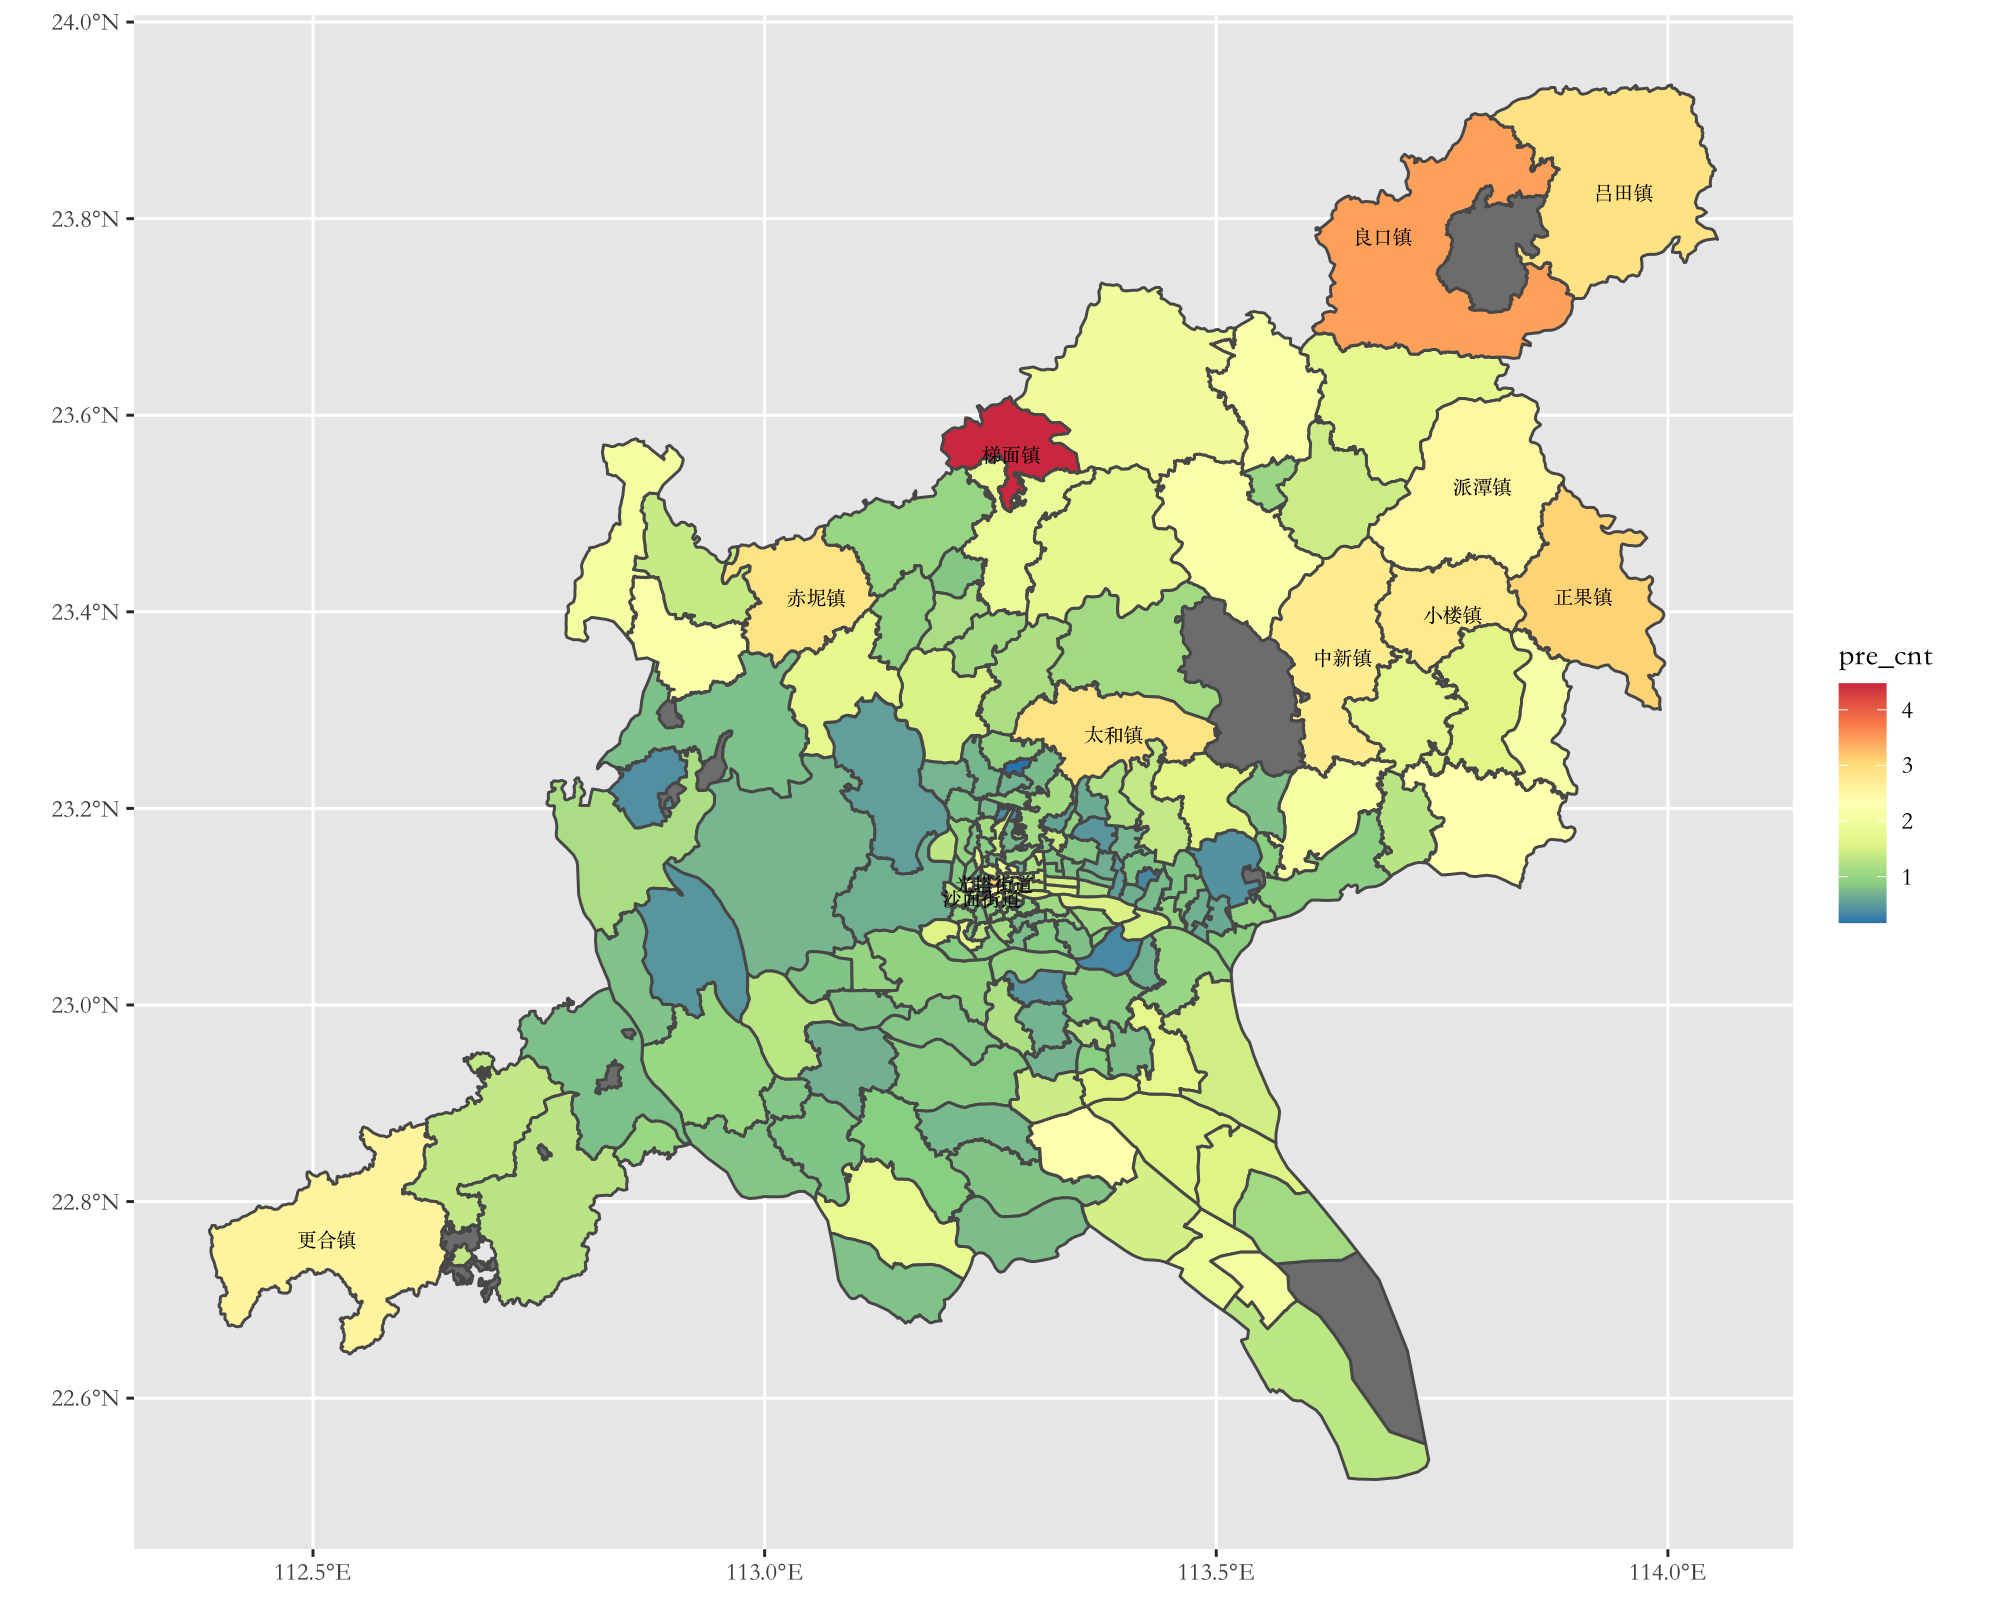 24.0°N
23.8°N
23.6°N
23.4°N
23.2°N
23.0°N
22.8°N
22.6°N
吕田镇
良口镇
梯面镇
派潭镇
赤坭镇
正果镇
小楼镇
中新镇
太和镇
光塔街道
沙面街道
更合镇
112.5°E
113.0°E
113.5°E
114.0°E
pre_cnt
4
3
2
1